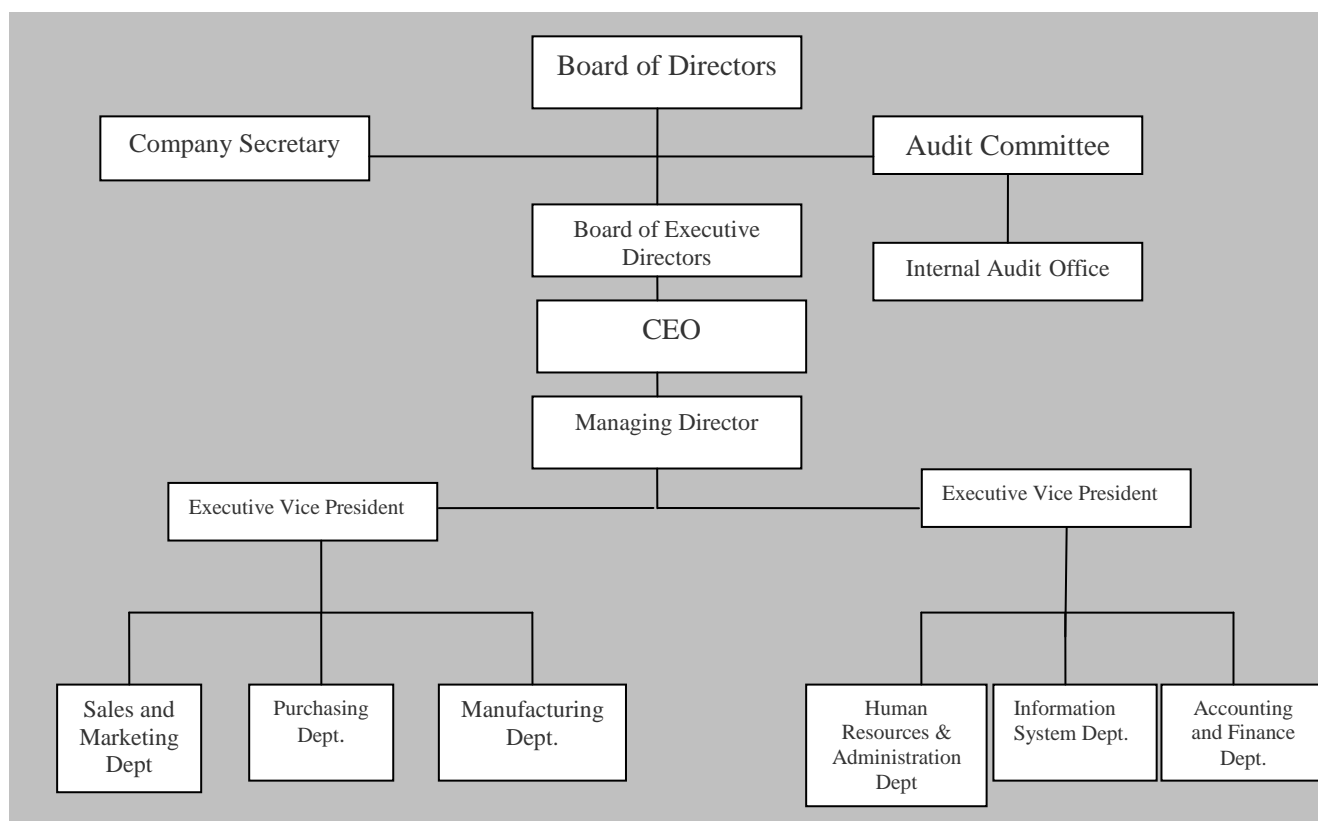 Board of Directors
Company Secretary
Audit Committee
Board of Executive
Directors
Internal Audit Office
CEO
Managing Director
Executive Vice President
Executive Vice President
Sales and
Marketing
Dept
Purchasing
Dept.
Manufacturing
Dept.
Human
Resources &
Administration
Dept
Information
System Dept.
Accounting
and Finance
Dept.